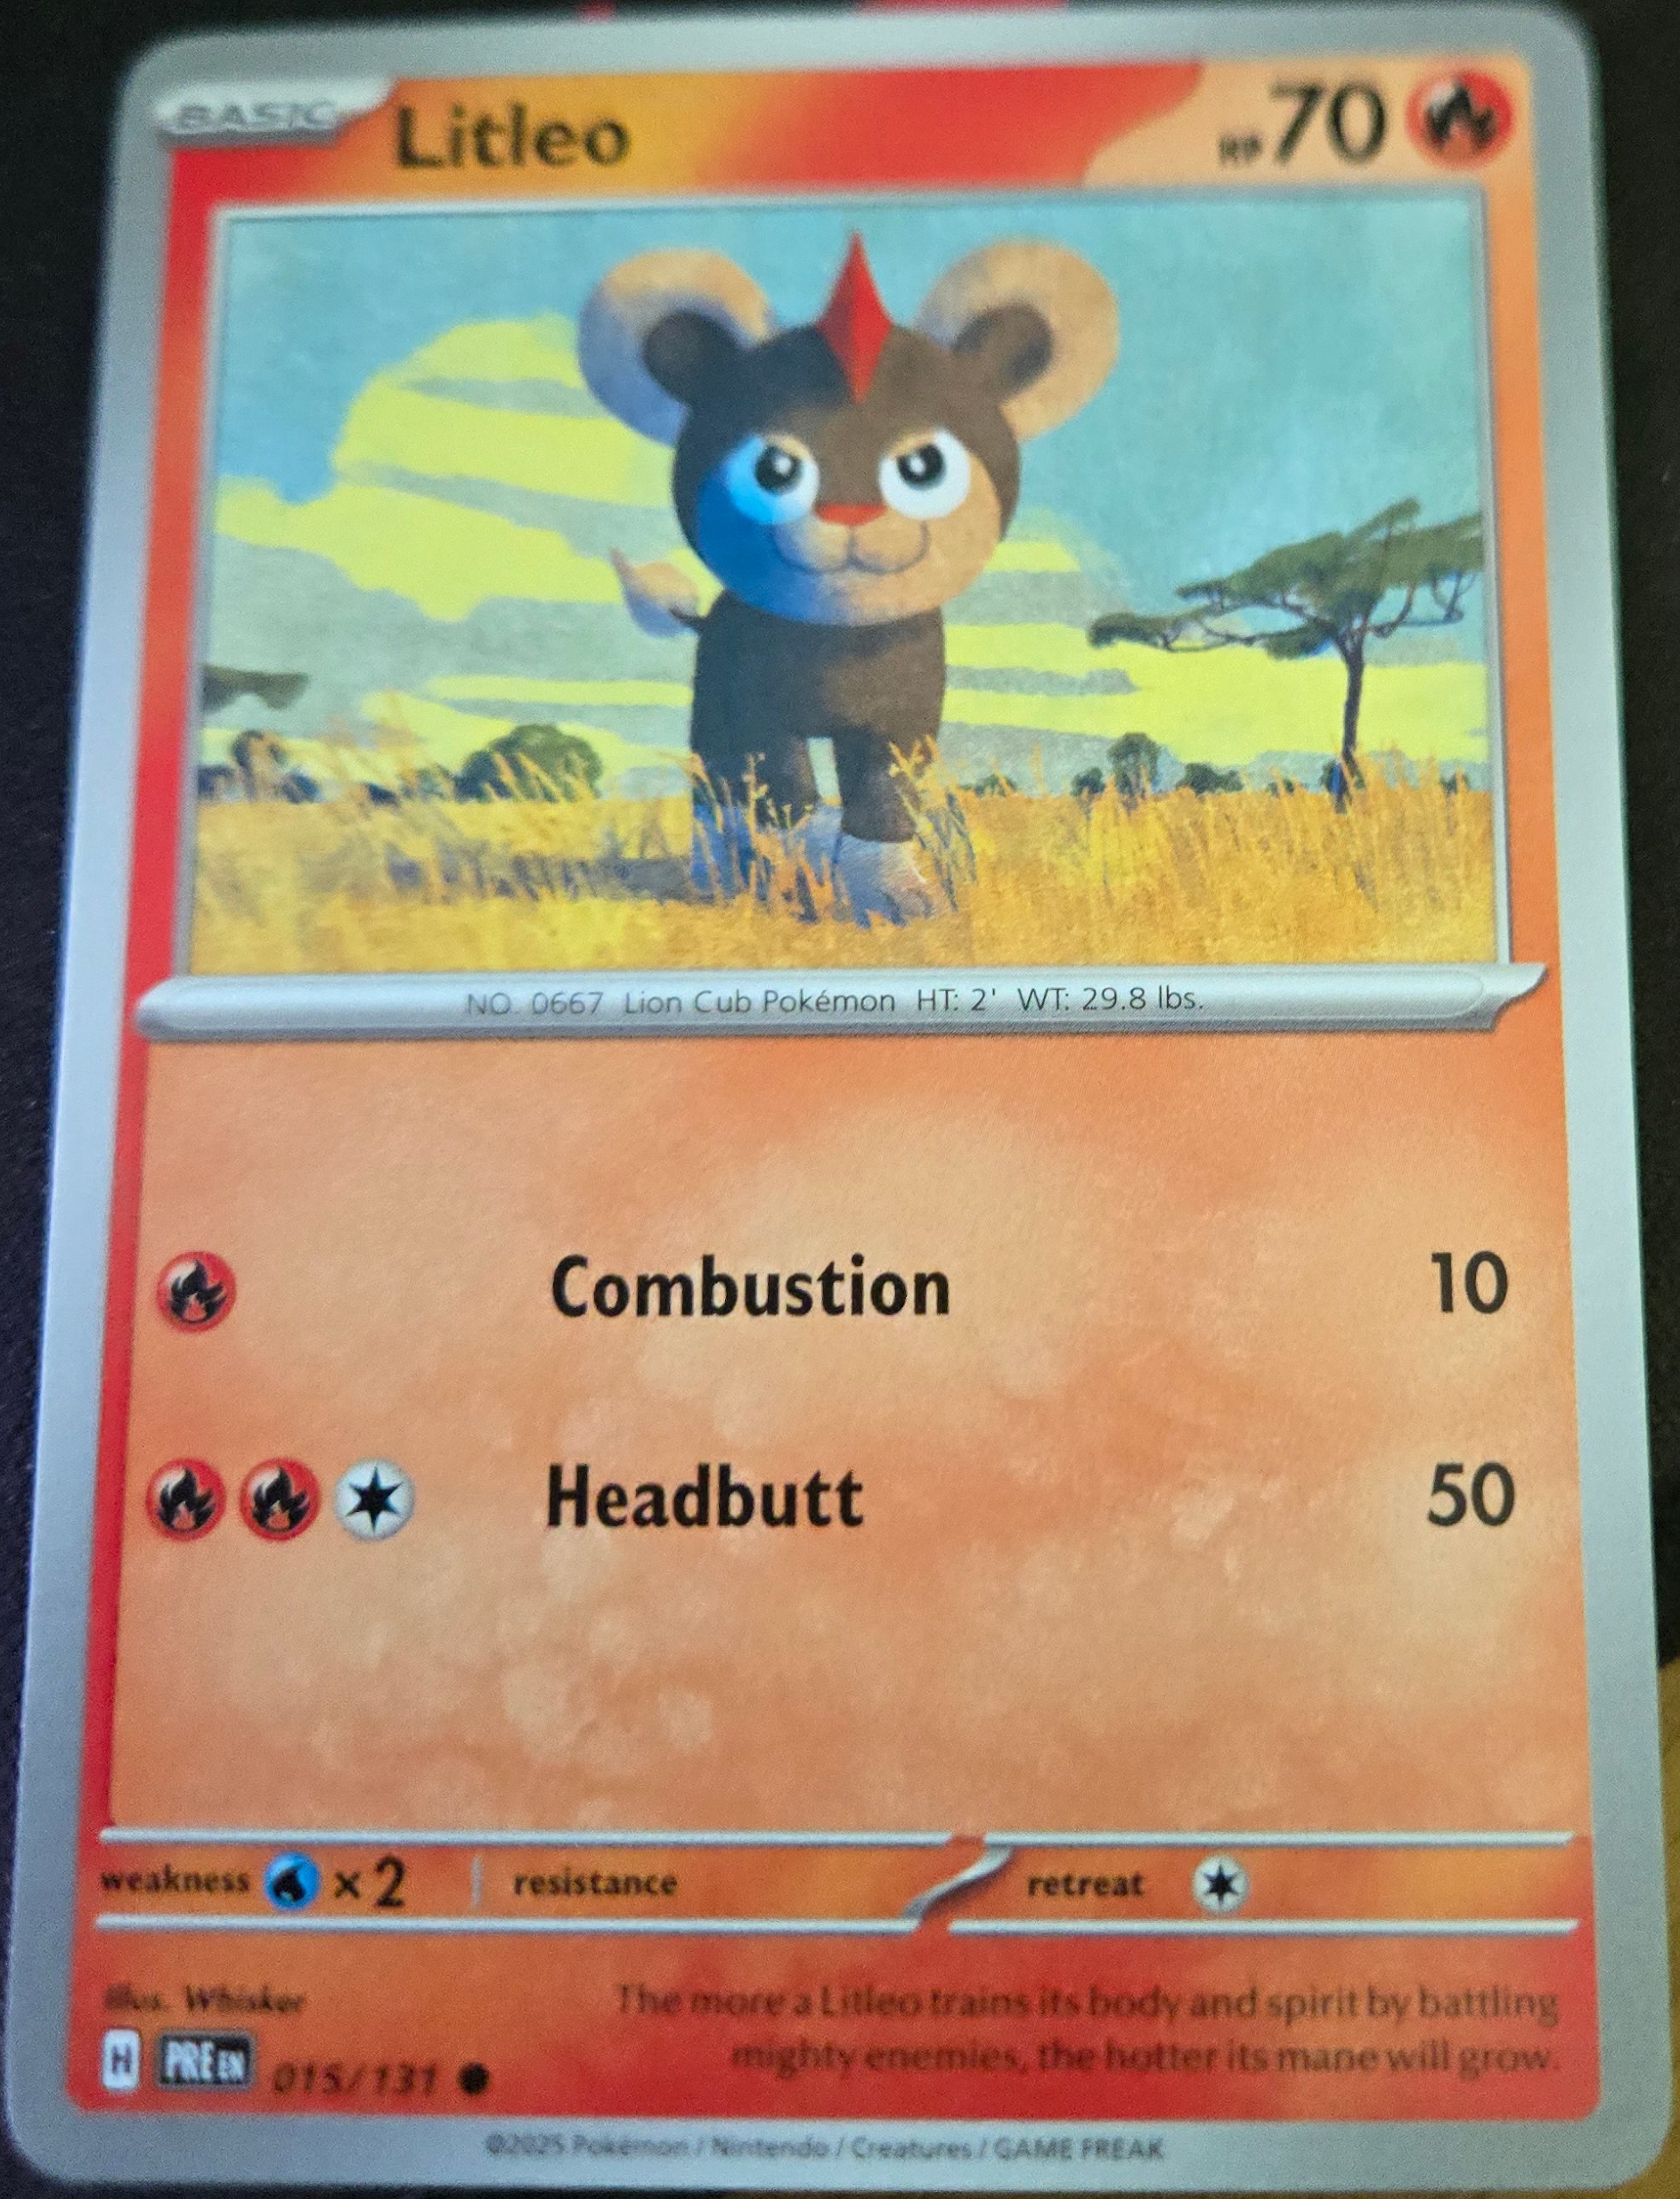 BASIC Litleo HP 70
NO. 0667 Lion Cub Pokémon HT: 2' WT: 29.8 lbs.
Combustion 10
Headbutt 50
weakness x2 resistance retreat
Illus. Whisker
The more a Litleo trains its body and spirit by battling
mighty enemies, the hotter its mane will grow.
H PRE EN 015/131
©2025 Pokémon / Nintendo / Creatures / GAME FREAK